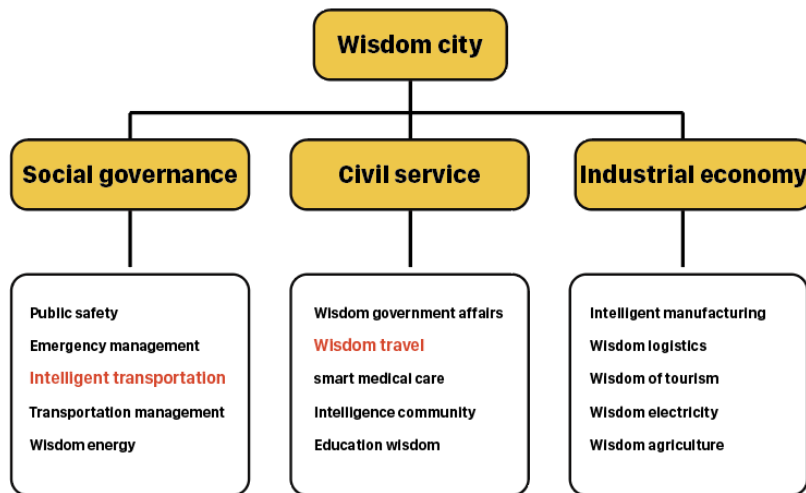 Wisdom city
Social governance
Civil service
Industrial economy
Public safety
Emergency management
Intelligent transportation
Transportation management
Wisdom energy
Wisdom government affairs
Wisdom travel
smart medical care
Intelligence community
Education wisdom
Intelligent manufacturing
Wisdom logistics
Wisdom of tourism
Wisdom electricity
Wisdom agriculture